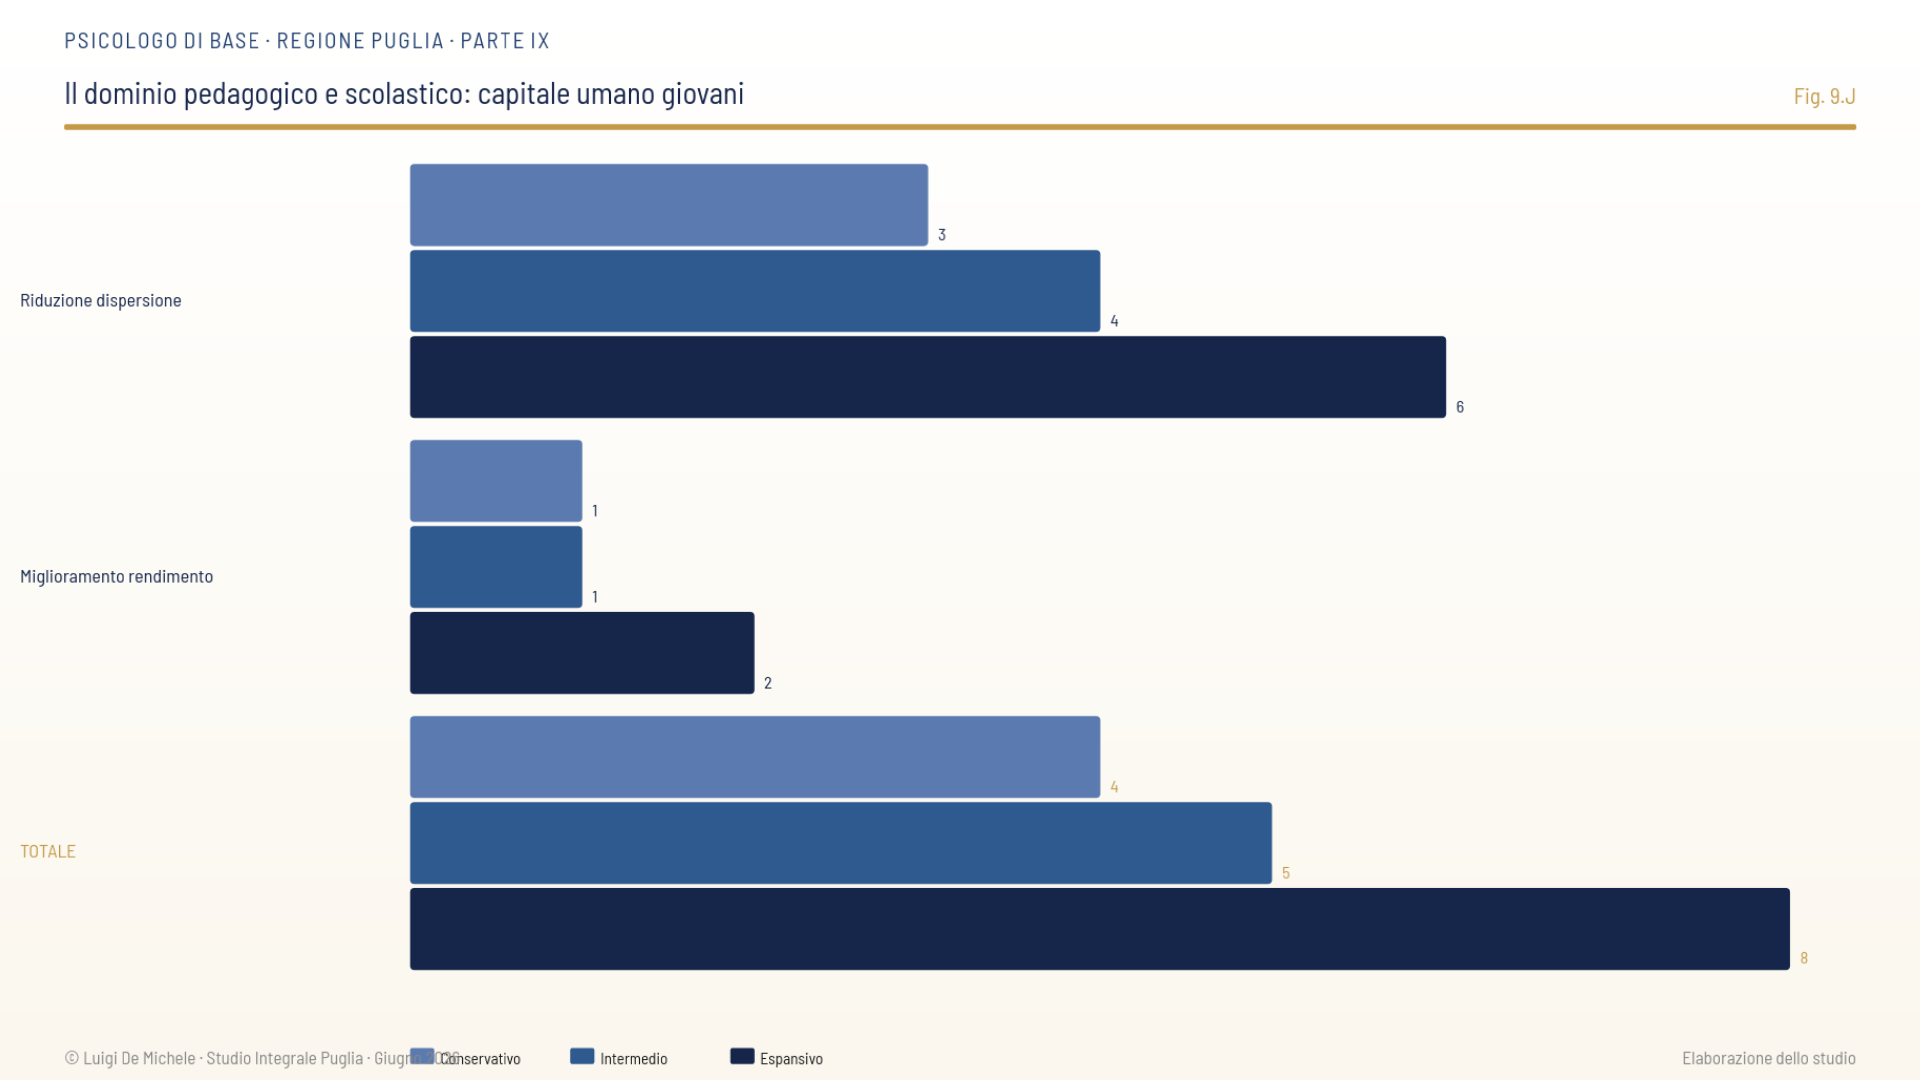 PSICOLOGO DI BASE · REGIONE PUGLIA · PARTE IX
Il dominio pedagogico e scolastico: capitale umano giovani
Fig. 9.J
3
4
Riduzione dispersione
6
1
1
Miglioramento rendimento
2
4
5
TOTALE
8
© Luigi De Michele · Studio Integrale Puglia · Giugno
Conservativo
Intermedio
Espansivo
Elaborazione dello studio